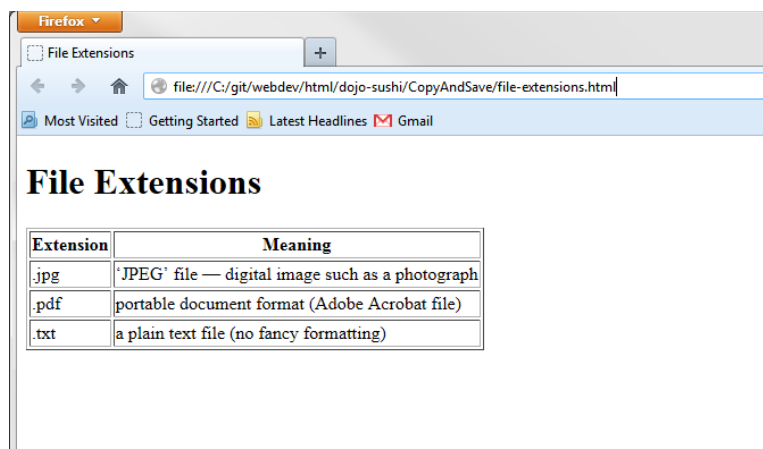 Firefox
File Extensions
+
file:///C:/git/webdev/html/dojo-sushi/CopyAndSave/file-extensions.html
Most Visited Getting Started Latest Headlines Gmail
File Extensions
Extension Meaning
.jpg ‘JPEG’ file — digital image such as a photograph
.pdf portable document format (Adobe Acrobat file)
.txt a plain text file (no fancy formatting)